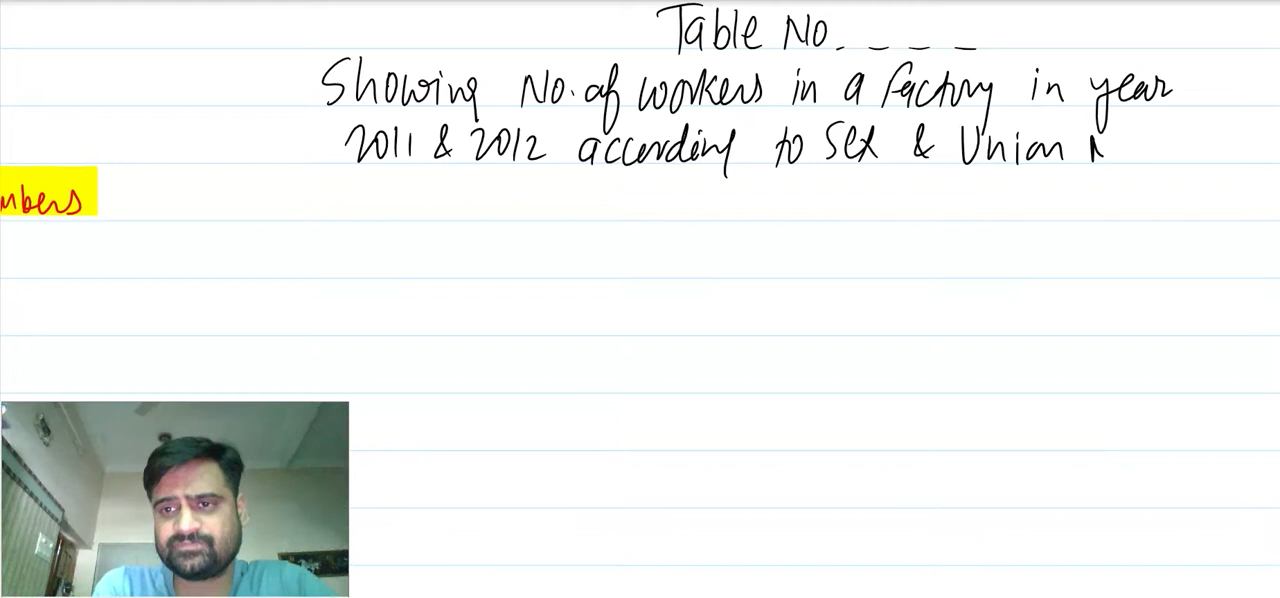 Table No. _ _ _ _
Showing No. of workers in a factory in year
2011 & 2012 according to Sex & Union
mbers